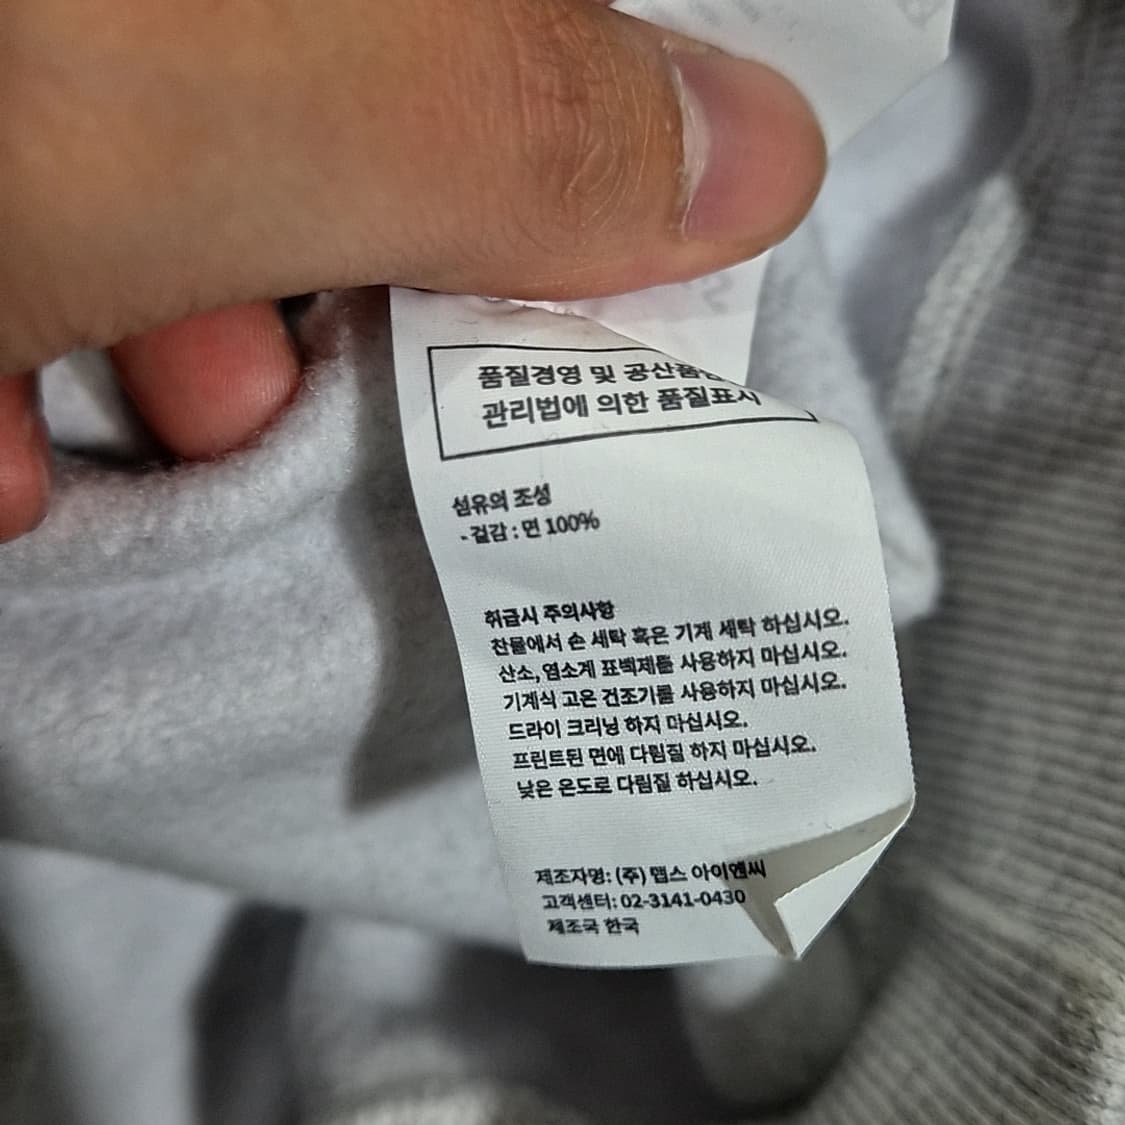 품질경영 및 공산품안
관리법에 의한 품질표시
섬유의 조성
- 겉감 : 면 100%
취급시 주의사항
찬물에서 손 세탁 혹은 기계 세탁 하십시오.
산소, 염소계 표백제를 사용하지 마십시오.
기계식 고온 건조기를 사용하지 마십시오.
드라이 크리닝 하지 마십시오.
프린트된 면에 다림질 하지 마십시오.
낮은 온도로 다림질 하십시오.
제조자명: (주) 맵스 아이엔씨
고객센터: 02-3141-0430
제조국 한국